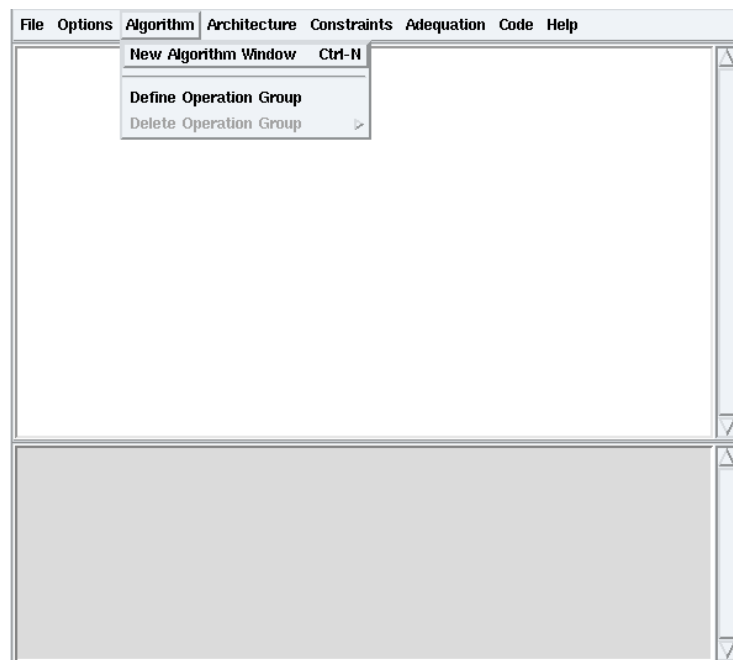 File Options Algorithm Architecture Constraints Adequation Code Help
New Algorithm Window Ctrl-N
Define Operation Group
Delete Operation Group